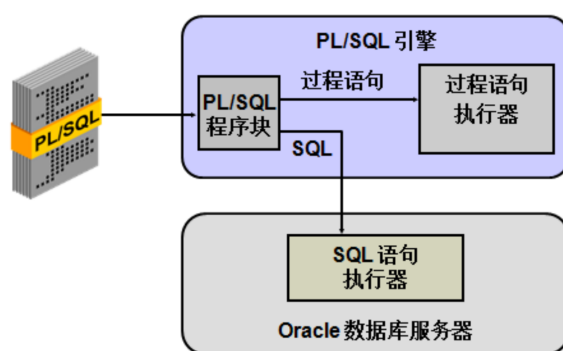 PL/SQL 引擎
PL/SQL
PL/SQL
程序块
过程语句
过程语句
执行器
SQL
SQL 语句
执行器
Oracle 数据库服务器